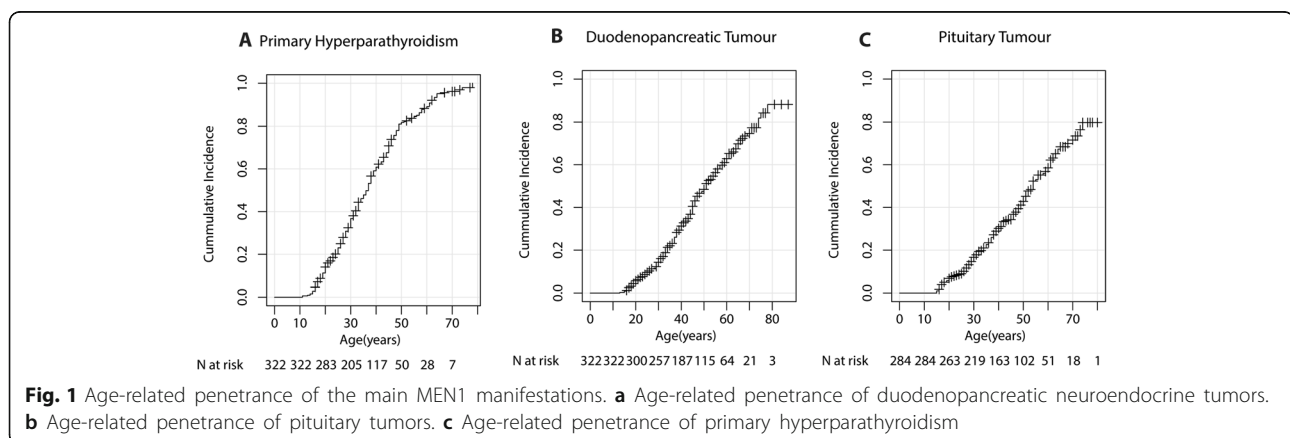 A Primary Hyperparathyroidism
Cummulative Incidence
1.0
0.8
0.6
0.4
0.2
0.0
0 10 30 50 70
Age(years)
N at risk 322 322 283 205 117 50 28 7
B Duodenopancreatic Tumour
Cummulative Incidence
1.0
0.8
0.6
0.4
0.2
0.0
0 20 40 60 80
Age(years)
N at risk 322 322 300 257 187 115 64 21 3
C Pituitary Tumour
Cummulative Incidence
1.0
0.8
0.6
0.4
0.2
0.0
0 10 30 50 70
Age(years)
N at risk 284 284 263 219 163 102 51 18 1
Fig. 1 Age-related penetrance of the main MEN1 manifestations. a Age-related penetrance of duodenopancreatic neuroendocrine tumors.
b Age-related penetrance of pituitary tumors. c Age-related penetrance of primary hyperparathyroidism